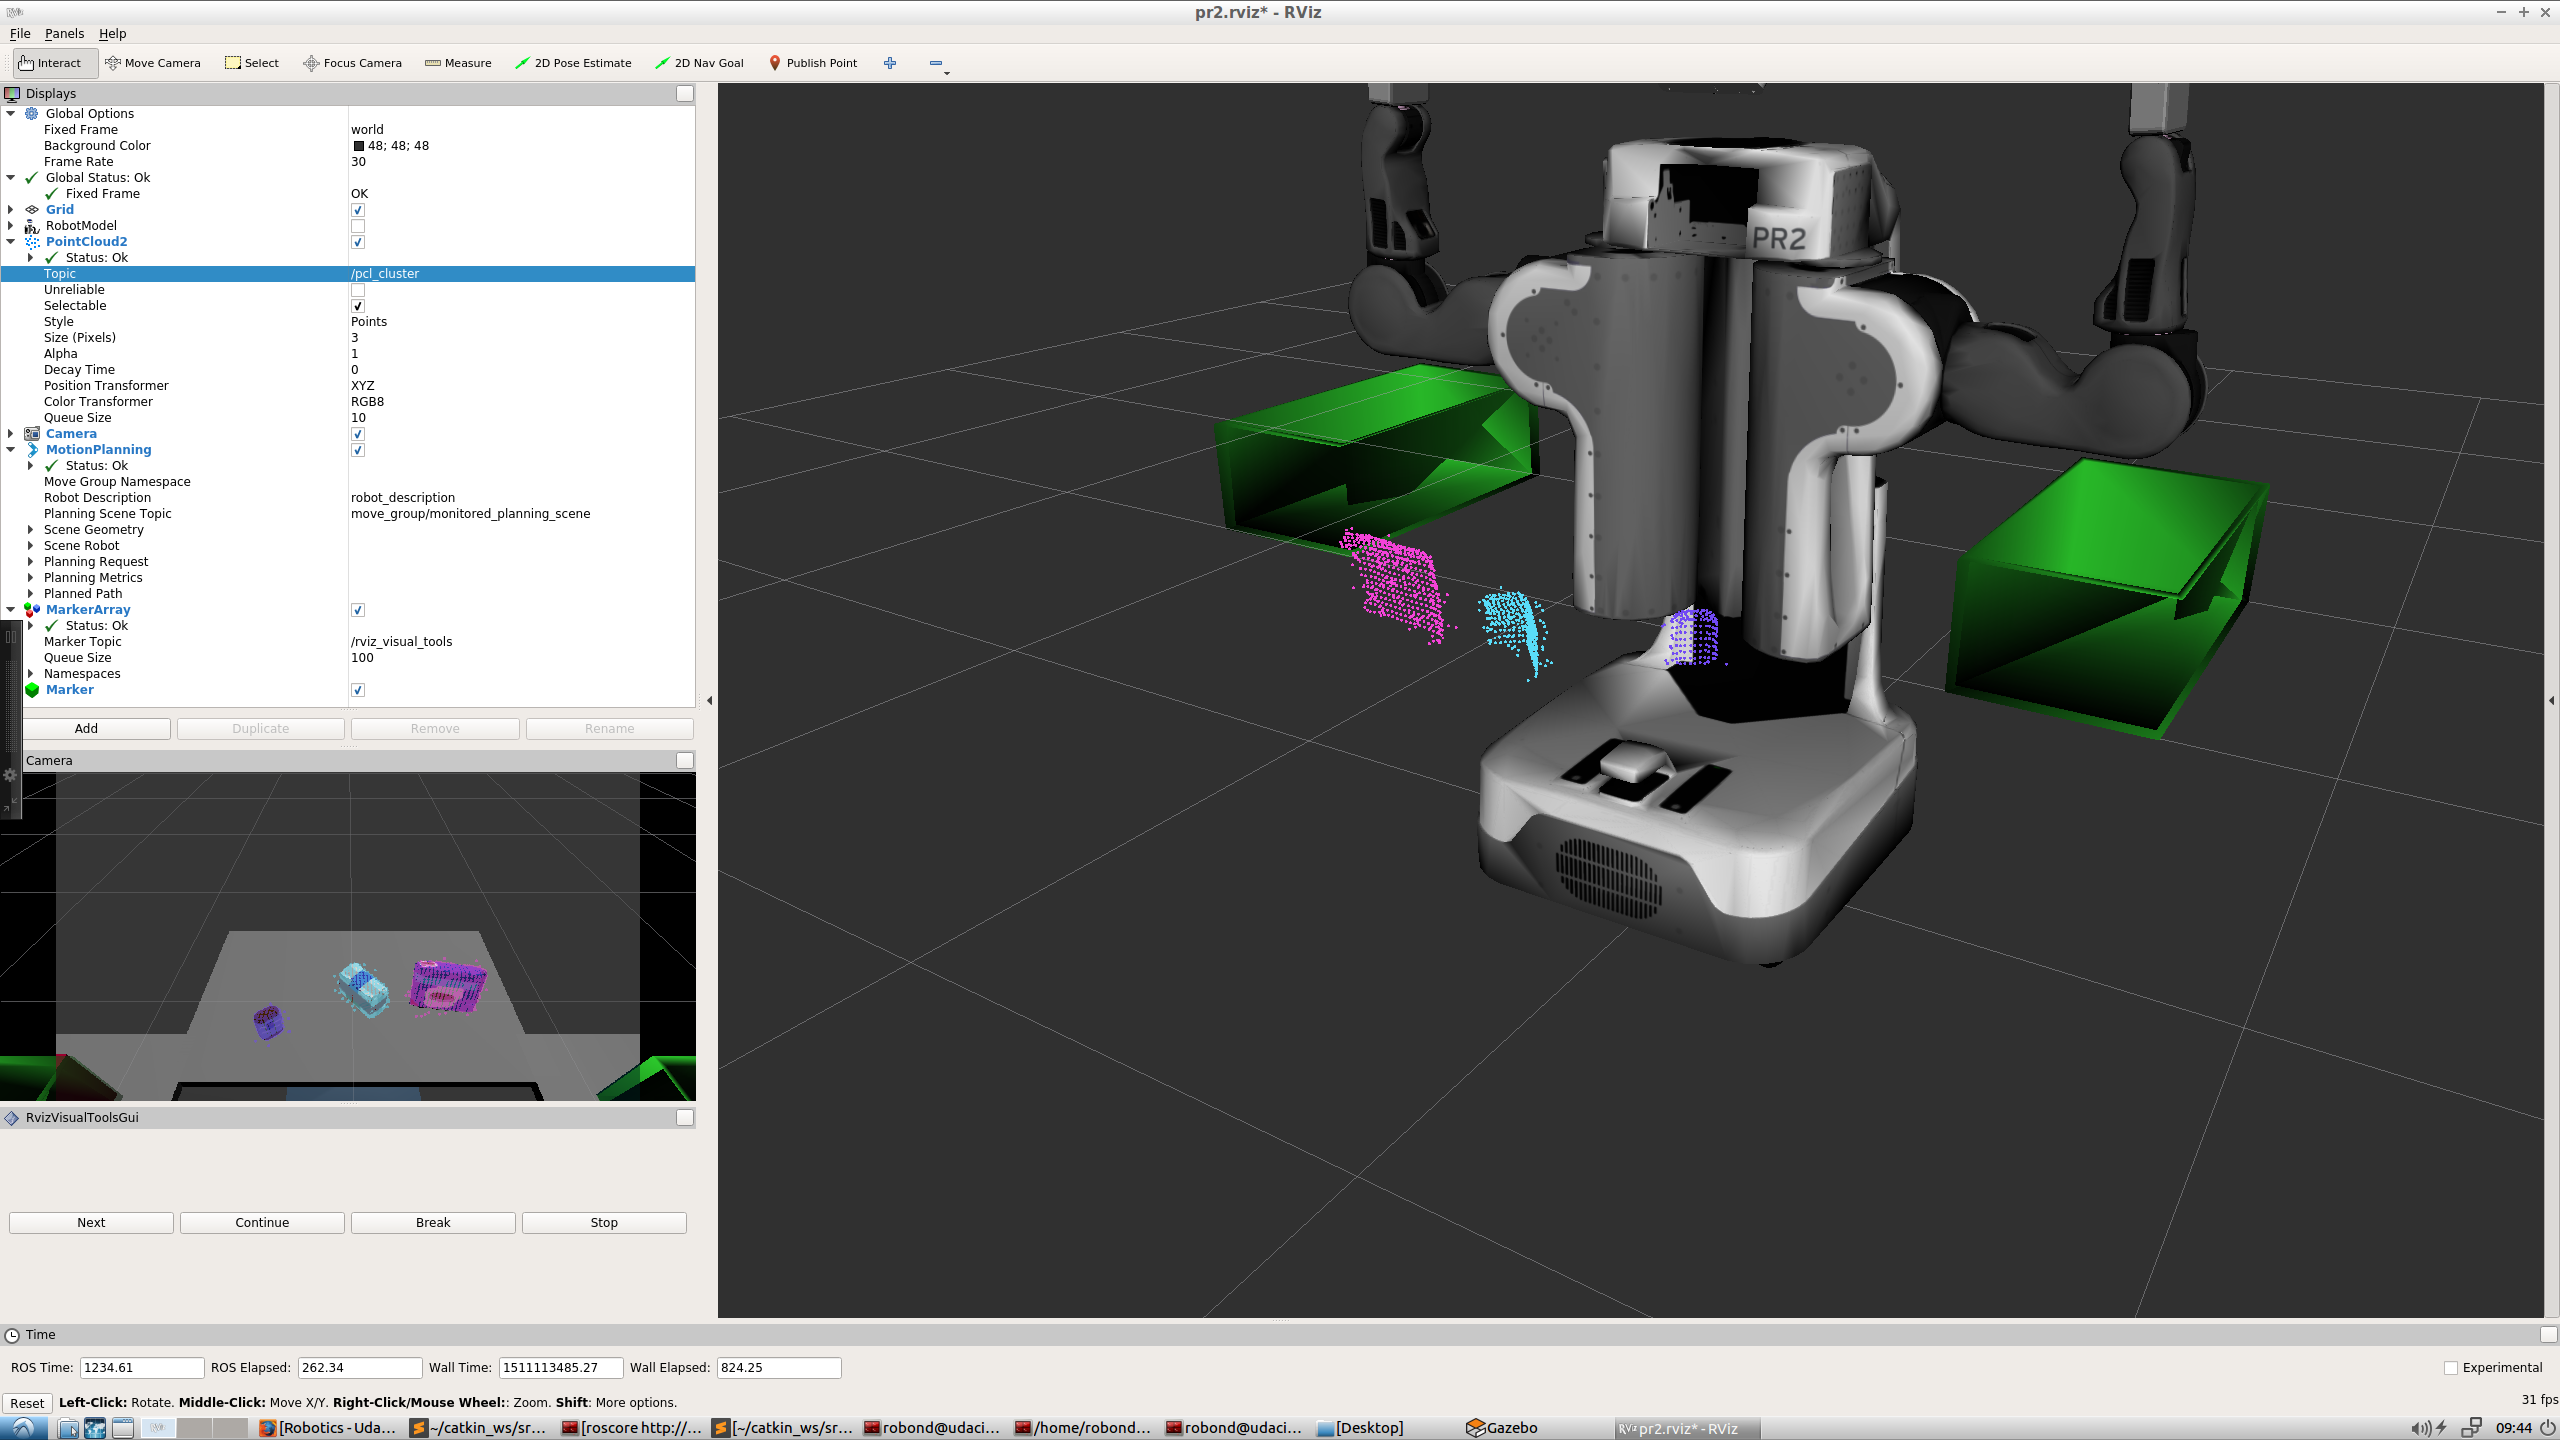 pr2.rviz* - RViz
File Panels Help
Interact Move Camera Select Focus Camera Measure 2D Pose Estimate 2D Nav Goal Publish Point
Displays
Global Options
Fixed Frame world
Background Color 48; 48; 48
Frame Rate 30
Global Status: Ok
Fixed Frame OK
Grid
RobotModel
PointCloud2
Status: Ok
Topic /pcl_cluster
Unreliable
Selectable
Style Points
Size (Pixels) 3
Alpha 1
Decay Time 0
Position Transformer XYZ
Color Transformer RGB8
Queue Size 10
Camera
MotionPlanning
Status: Ok
Move Group Namespace
Robot Description robot_description
Planning Scene Topic move_group/monitored_planning_scene
Scene Geometry
Scene Robot
Planning Request
Planning Metrics
Planned Path
MarkerArray
Status: Ok
Marker Topic /rviz_visual_tools
Queue Size 100
Namespaces
Marker
Add Duplicate Remove Rename
Camera
RvizVisualToolsGui
Next Continue Break Stop
PR2
Time
ROS Time: 1234.61 ROS Elapsed: 262.34 Wall Time: 1511113485.27 Wall Elapsed: 824.25 Experimental
Reset Left-Click: Rotate. Middle-Click: Move X/Y. Right-Click/Mouse Wheel:: Zoom. Shift: More options. 31 fps
[Robotics - Uda... ~/catkin_ws/sr... [roscore http://... [~/catkin_ws/sr... robond@udaci... /home/robond... robond@udaci... [Desktop] Gazebo pr2.rviz* - RViz 09:44